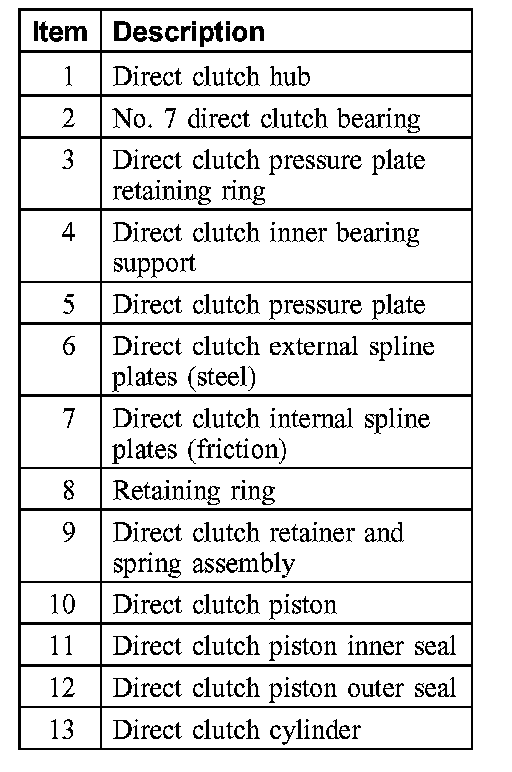 Item Description
1 Direct clutch hub
2 No. 7 direct clutch bearing
3 Direct clutch pressure plate
retaining ring
4 Direct clutch inner bearing
support
5 Direct clutch pressure plate
6 Direct clutch external spline
plates (steel)
7 Direct clutch internal spline
plates (friction)
8 Retaining ring
9 Direct clutch retainer and
spring assembly
10 Direct clutch piston
11 Direct clutch piston inner seal
12 Direct clutch piston outer seal
13 Direct clutch cylinder